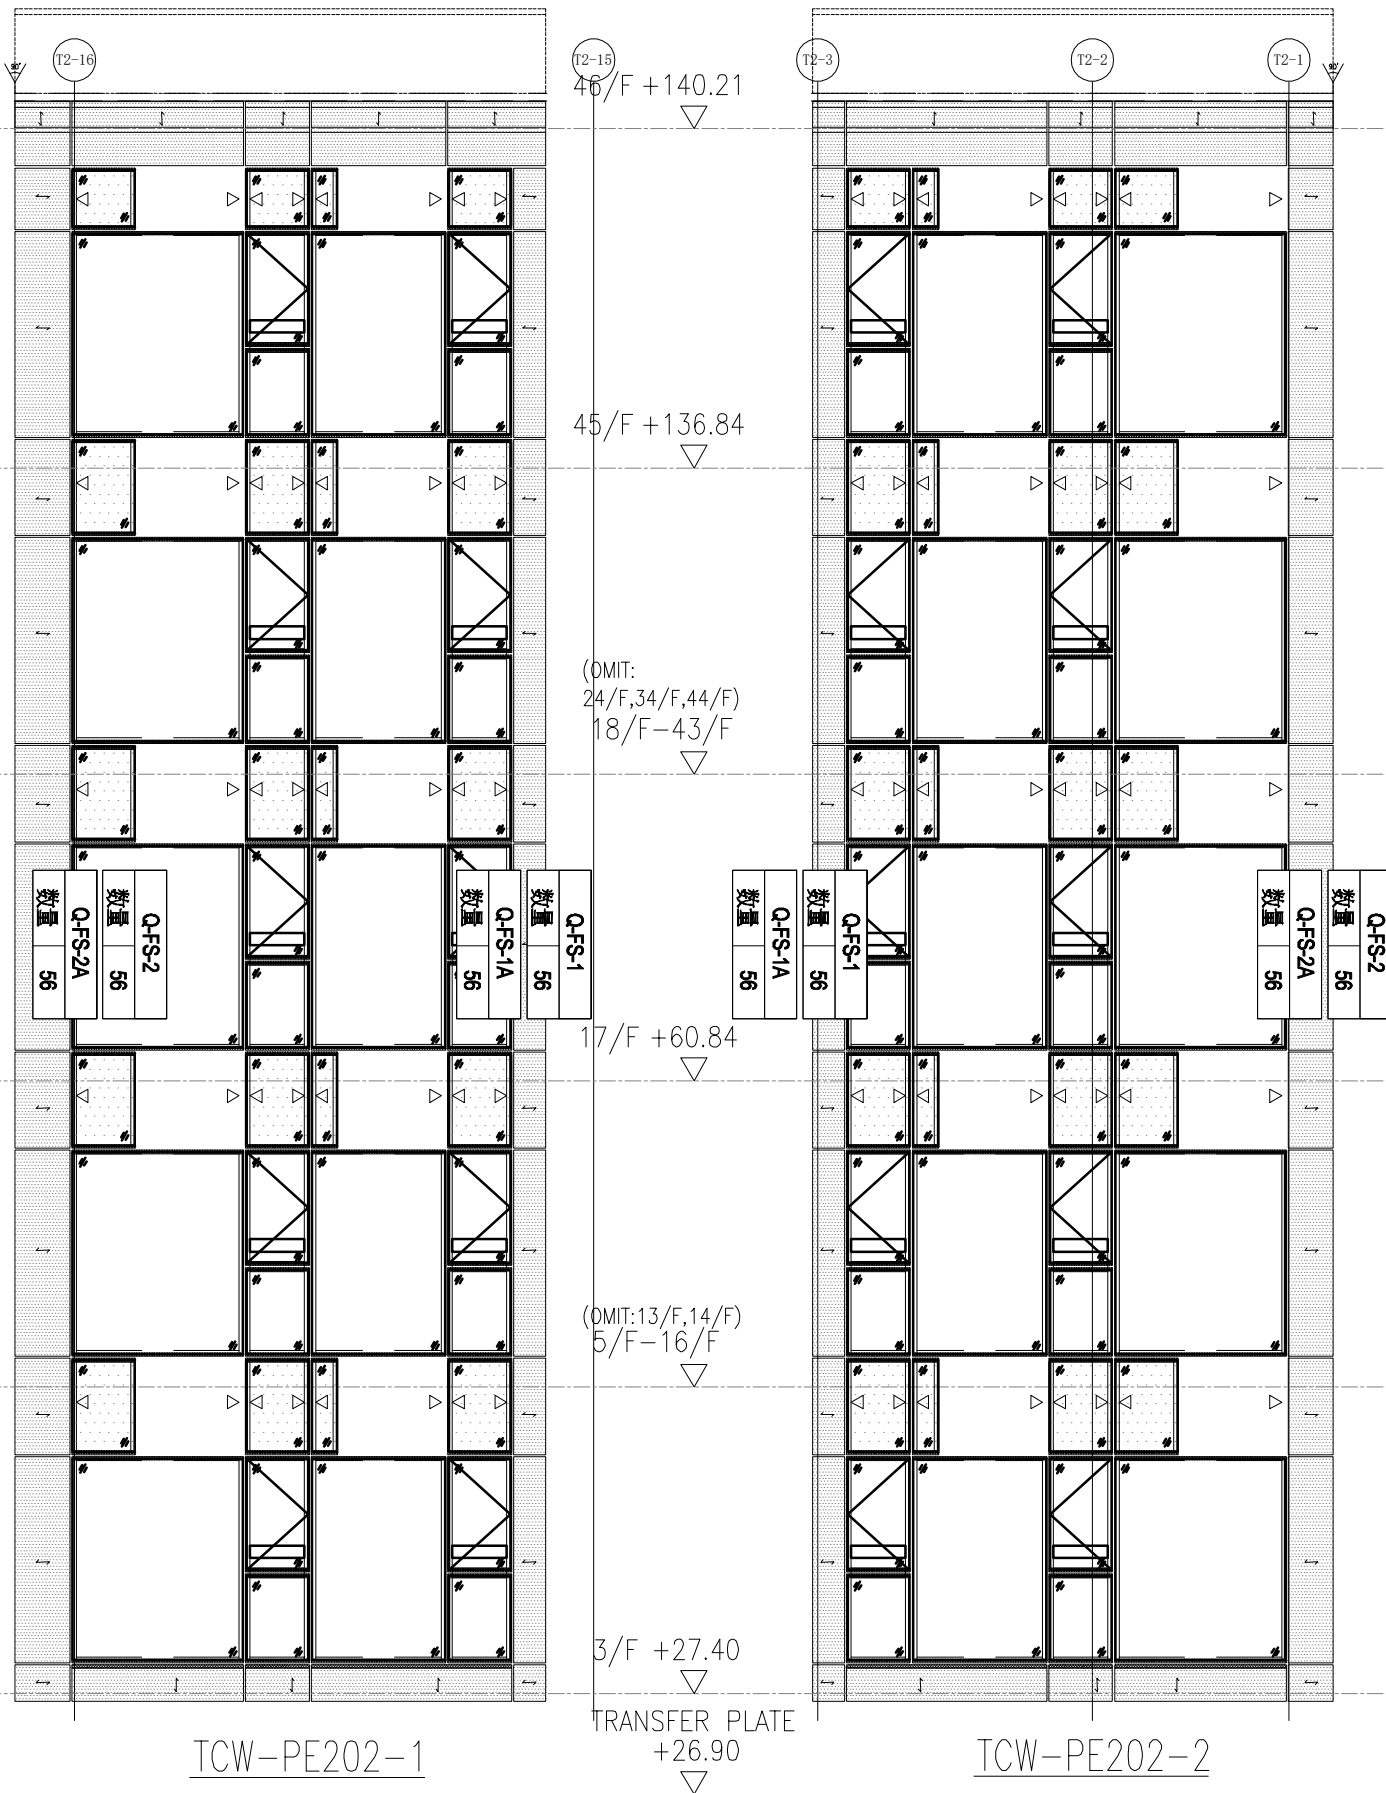 T2-16
T2-15
T2-3
T2-2
T2-1
90°
90°
46/F +140.21
45/F +136.84
(OMIT:
24/F,34/F,44/F)
18/F-43/F
Q-FS-2
数量 56
Q-FS-2A
数量 56
Q-FS-1
数量 56
Q-FS-1A
数量 56
Q-FS-1
数量 56
Q-FS-1A
数量 56
Q-FS-2
数量 56
Q-FS-2A
数量 56
17/F +60.84
(OMIT:13/F,14/F)
5/F-16/F
3/F +27.40
TRANSFER PLATE
+26.90
TCW-PE202-1
TCW-PE202-2